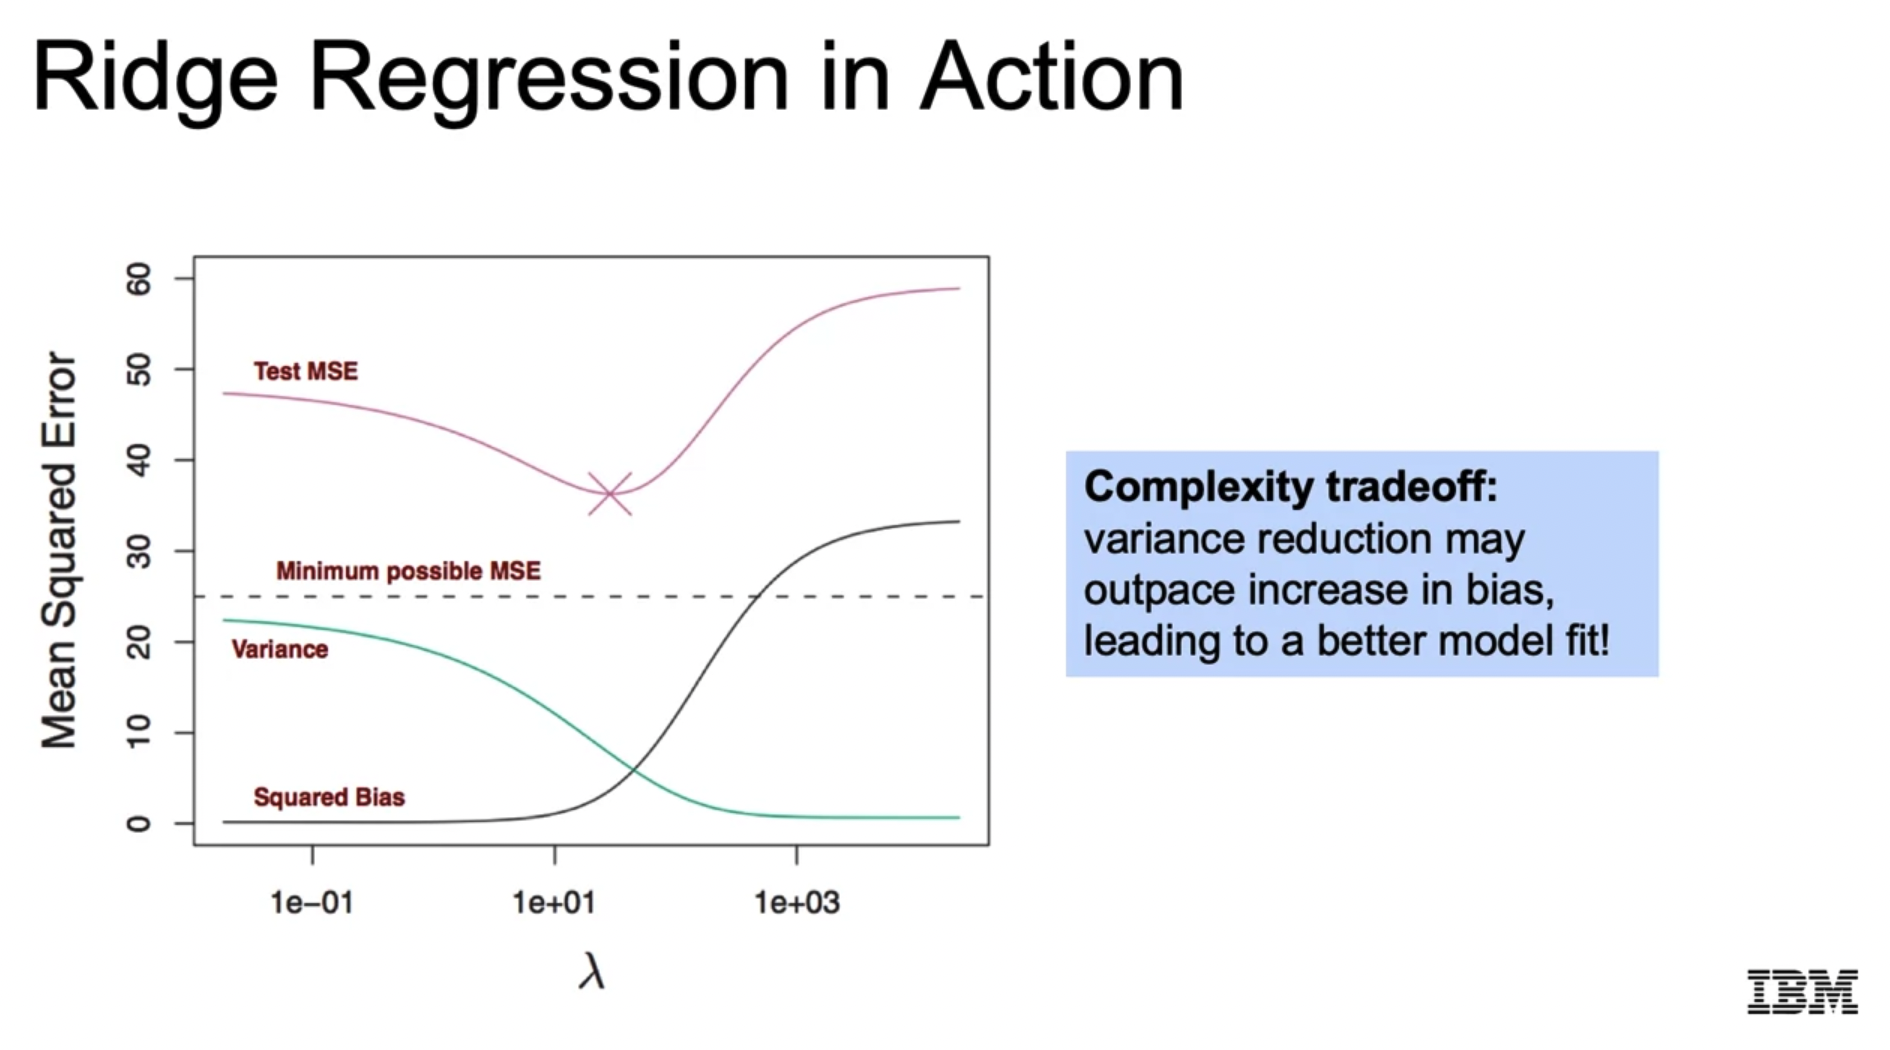 Ridge Regression in Action
Mean Squared Error
60
50
40
30
20
10
0
Test MSE
Minimum possible MSE
Variance
Squared Bias
1e−01 1e+01 1e+03
λ
Complexity tradeoff:
variance reduction may
outpace increase in bias,
leading to a better model fit!
IBM